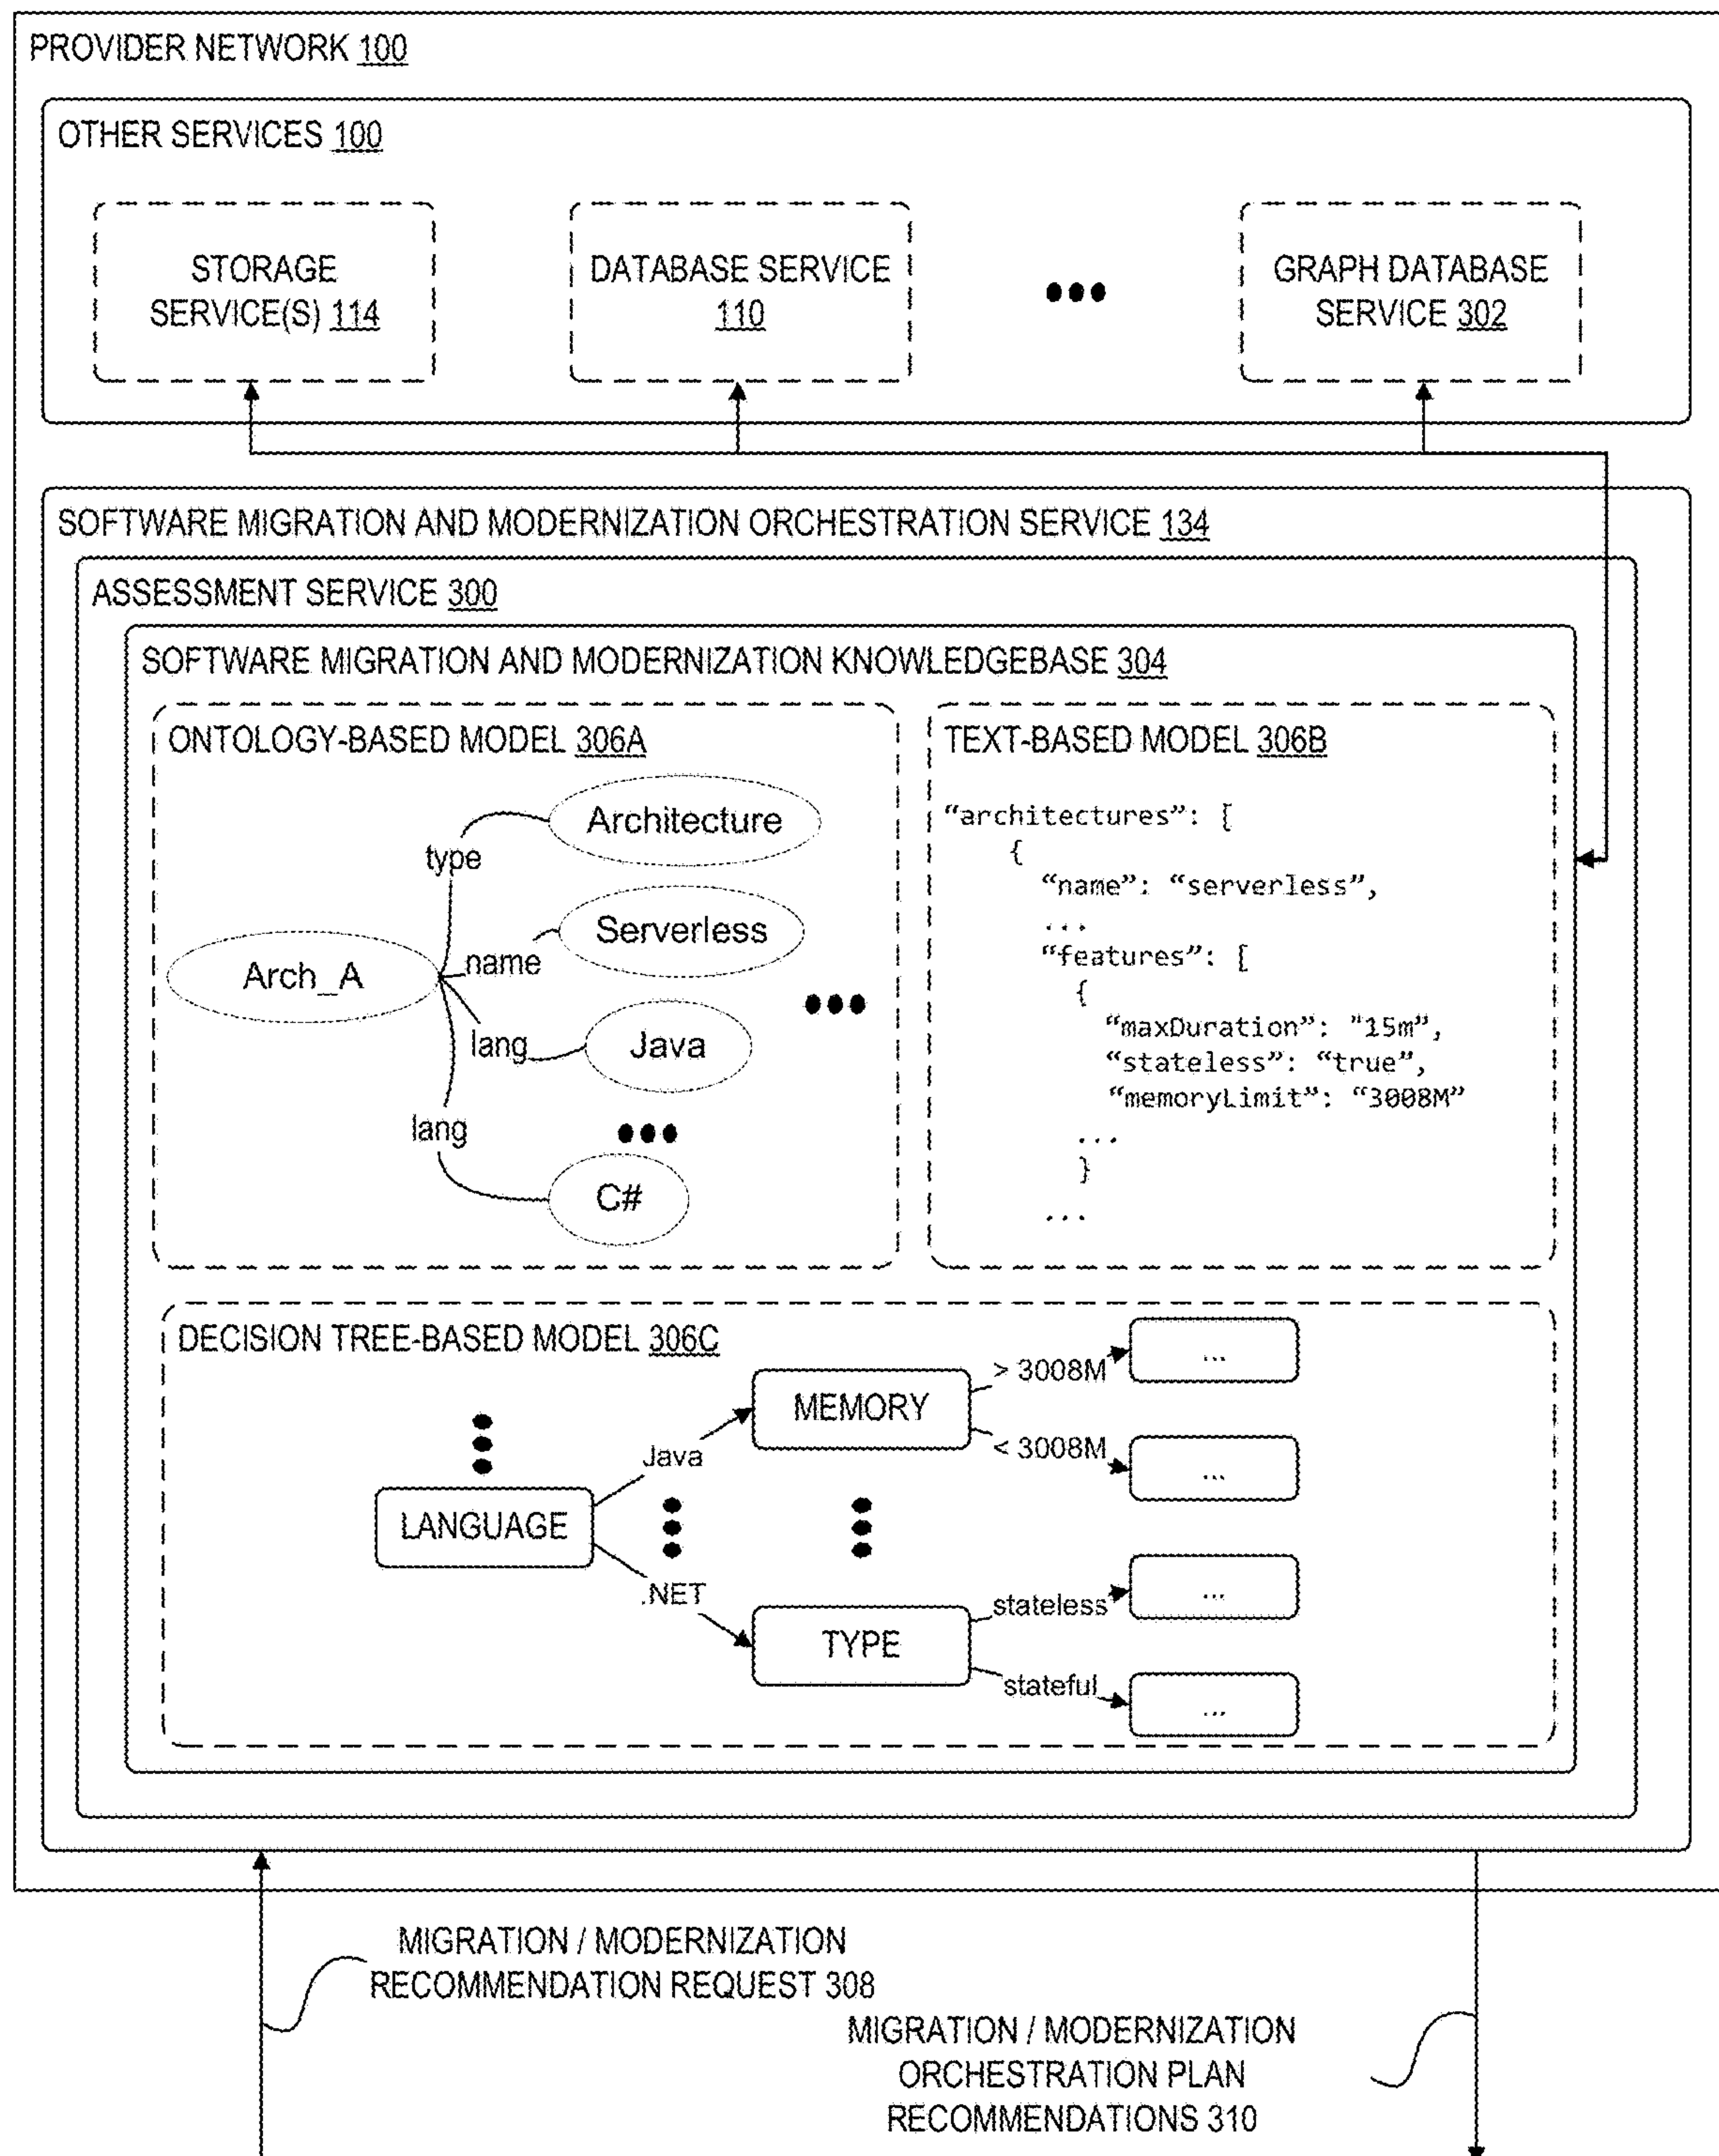 PROVIDER NETWORK 100
OTHER SERVICES 100
STORAGE
SERVICE(S) 114
DATABASE SERVICE
110
GRAPH DATABASE
SERVICE 302
SOFTWARE MIGRATION AND MODERNIZATION ORCHESTRATION SERVICE 134
ASSESSMENT SERVICE 300
SOFTWARE MIGRATION AND MODERNIZATION KNOWLEDGEBASE 304
ONTOLOGY-BASED MODEL 306A
Arch_A
type
Architecture
name
Serverless
lang
Java
lang
C#
TEXT-BASED MODEL 306B
“architectures”: [
{
“name”: “serverless”,
...
“features”: [
{
“maxDuration”: "15m”,
“stateless”: “true”,
“memoryLimit”: “3008M”
...
}
...
DECISION TREE-BASED MODEL 306C
LANGUAGE
Java
MEMORY
> 3008M
...
< 3008M
...
.NET
TYPE
stateless
...
stateful
...
MIGRATION / MODERNIZATION
RECOMMENDATION REQUEST 308
MIGRATION / MODERNIZATION
ORCHESTRATION PLAN
RECOMMENDATIONS 310